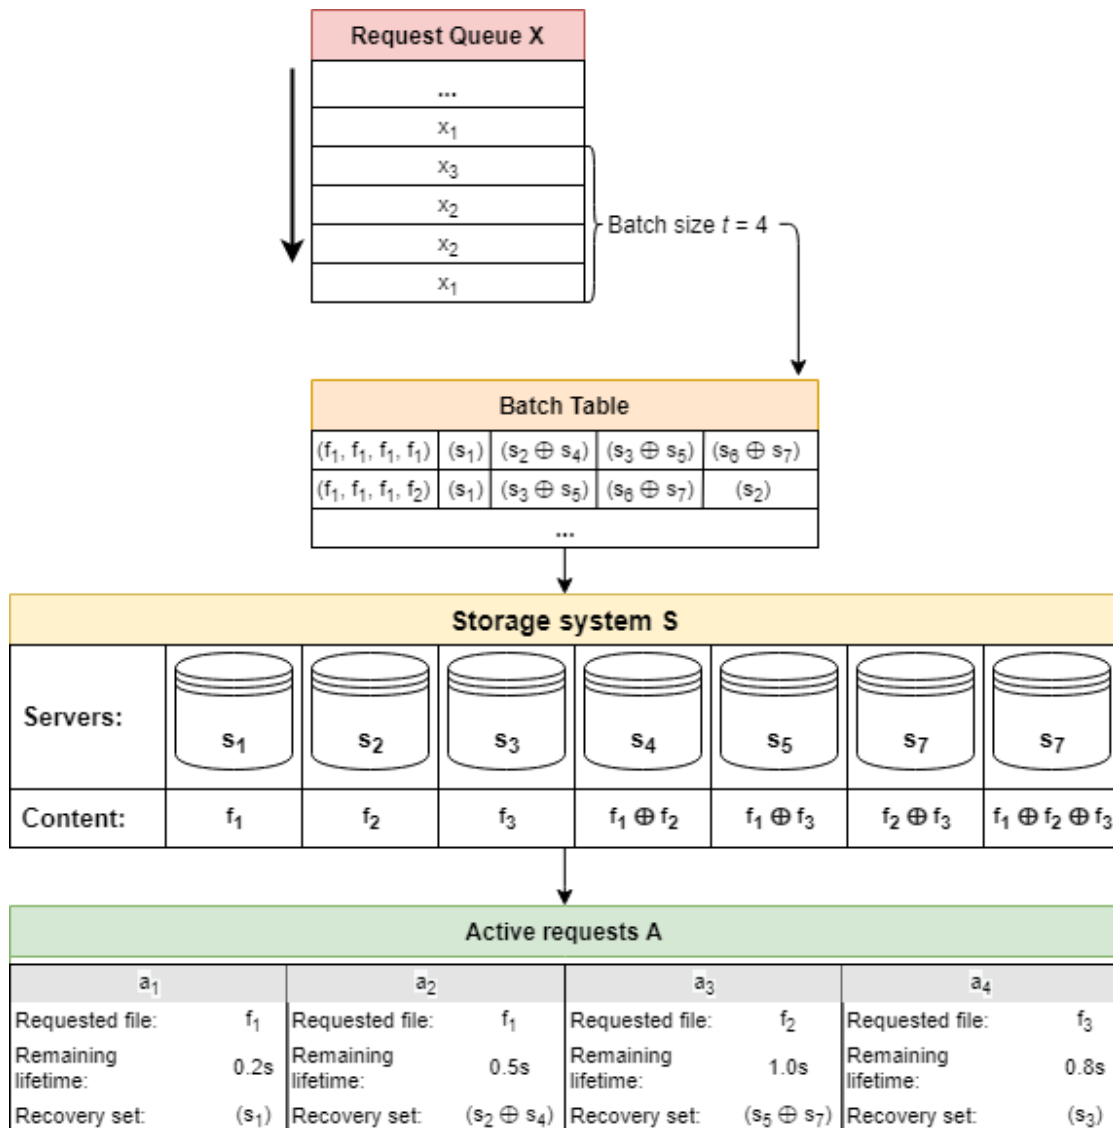 Request Queue X
...
x₁
x₃
x₂
x₂
x₁
Batch size t = 4
Batch Table
(f₁, f₁, f₁, f₁) (s₁) (s₂ ⊕ s₄) (s₃ ⊕ s₅) (s₆ ⊕ s₇)
(f₁, f₁, f₁, f₂) (s₁) (s₃ ⊕ s₅) (s₆ ⊕ s₇) (s₂)
...
Storage system S
Servers: s₁ s₂ s₃ s₄ s₅ s₇ s₇
Content: f₁ f₂ f₃ f₁ ⊕ f₂ f₁ ⊕ f₃ f₂ ⊕ f₃ f₁ ⊕ f₂ ⊕ f₃
Active requests A
a₁ a₂ a₃ a₄
Requested file: f₁ Requested file: f₁ Requested file: f₂ Requested file: f₃
Remaining lifetime: 0.2s Remaining lifetime: 0.5s Remaining lifetime: 1.0s Remaining lifetime: 0.8s
Recovery set: (s₁) Recovery set: (s₂ ⊕ s₄) Recovery set: (s₅ ⊕ s₇) Recovery set: (s₃)